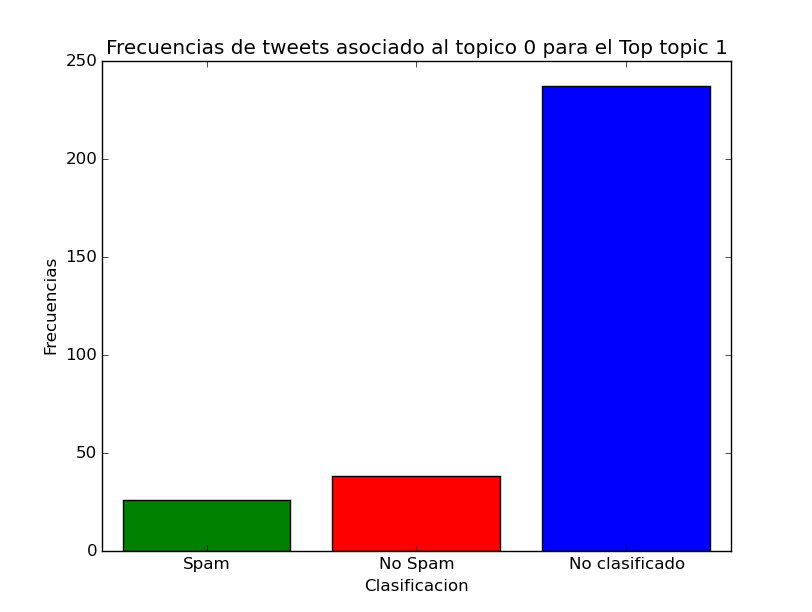 Frecuencias de tweets asociado al topico 0 para el Top topic 1
250
200
150
100
50
0
Frecuencias
Spam
No Spam
No clasificado
Clasificacion